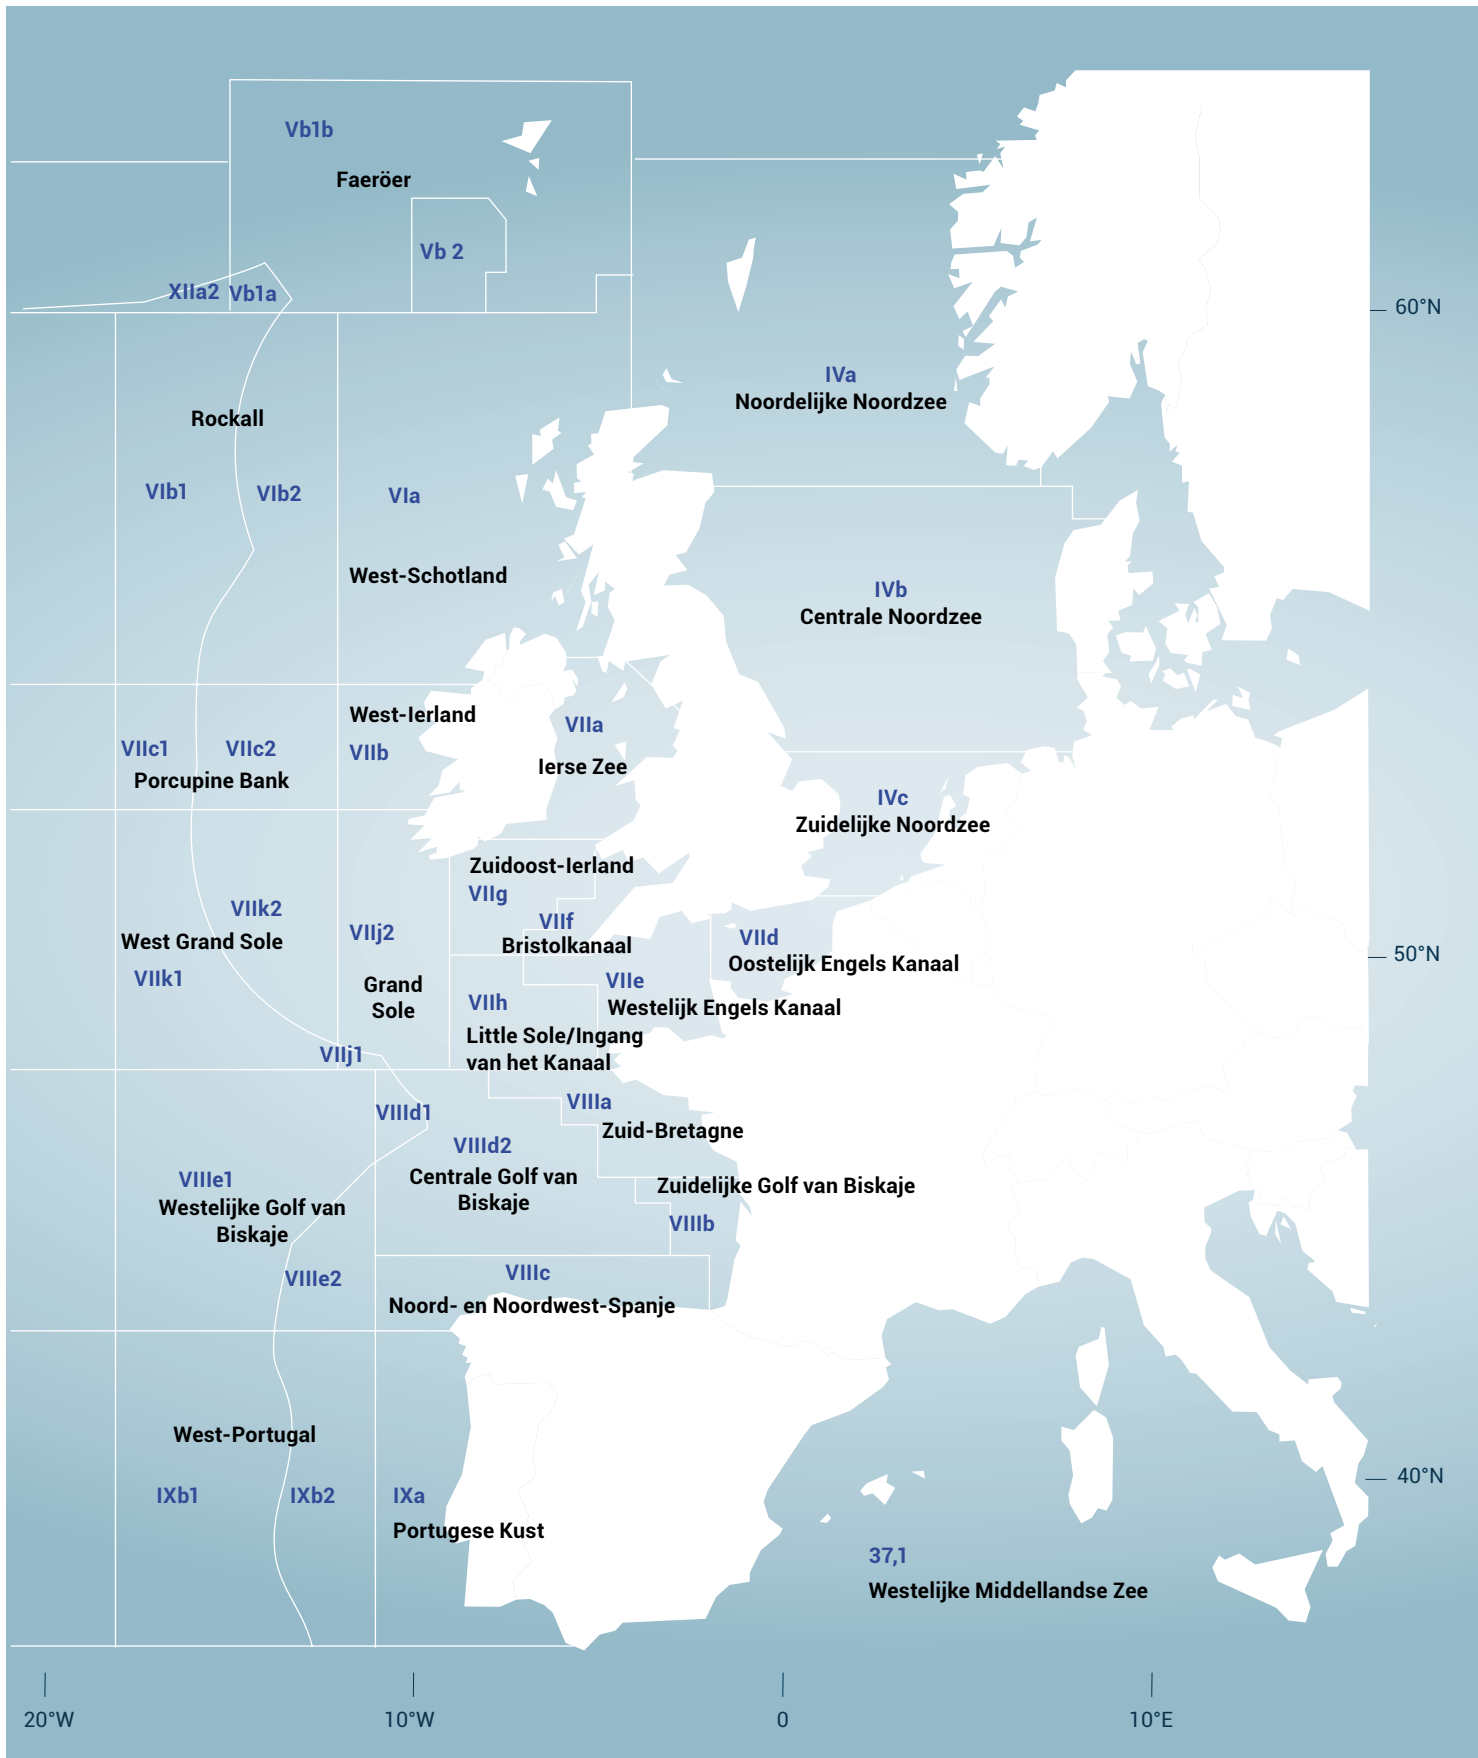 Vb1b
Faeröer
Vb 2
XIIa2
Vb1a
60°N
IVa
Noordelijke Noordzee
Rockall
VIb1
VIb2
VIa
West-Schotland
IVb
Centrale Noordzee
West-Ierland
VIIa
VIIc1
VIIc2
VIIb
Porcupine Bank
Ierse Zee
IVc
Zuidelijke Noordzee
Zuidoost-Ierland
VIIg
VIIk2
VIIf
VIIj2
West Grand Sole
Bristolkanaal
VIId
Oostelijk Engels Kanaal
50°N
VIIk1
Grand
Sole
VIIe
Westelijk Engels Kanaal
VIIh
Little Sole/Ingang
van het Kanaal
VIIj1
VIIId1
VIIIa
Zuid-Bretagne
VIIId2
Centrale Golf van
Biskaje
VIIIe1
Westelijke Golf van
Biskaje
Zuidelijke Golf van Biskaje
VIIIb
VIIIe2
VIIIc
Noord- en Noordwest-Spanje
West-Portugal
40°N
IXb1
IXb2
IXa
Portugese Kust
37,1
Westelijke Middellandse Zee
20°W
10°W
0
10°E